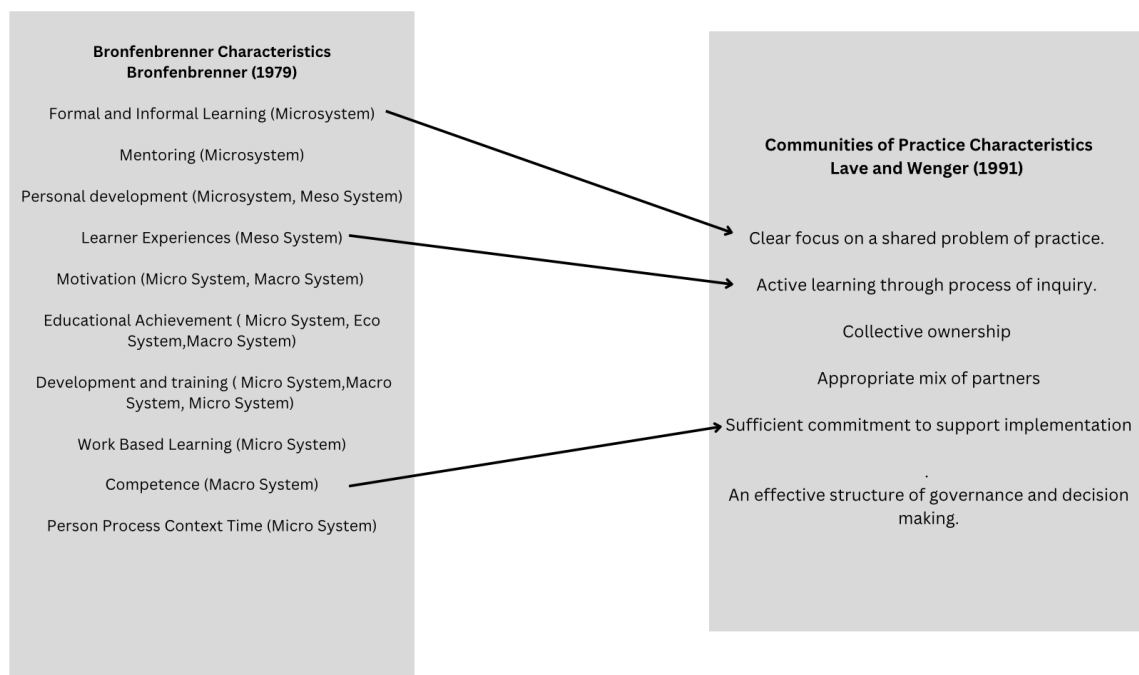 Bronfenbrenner Characteristics
Bronfenbrenner (1979)
Formal and Informal Learning (Microsystem)
Mentoring (Microsystem)
Personal development (Microsystem, Meso System)
Learner Experiences (Meso System)
Motivation (Micro System, Macro System)
Educational Achievement ( Micro System, Eco
System,Macro System)
Development and training ( Micro System,Macro
System, Micro System)
Work Based Learning (Micro System)
Competence (Macro System)
Person Process Context Time (Micro System)
Communities of Practice Characteristics
Lave and Wenger (1991)
Clear focus on a shared problem of practice.
Active learning through process of inquiry.
Collective ownership
Appropriate mix of partners
Sufficient commitment to support implementation
.
An effective structure of governance and decision
making.